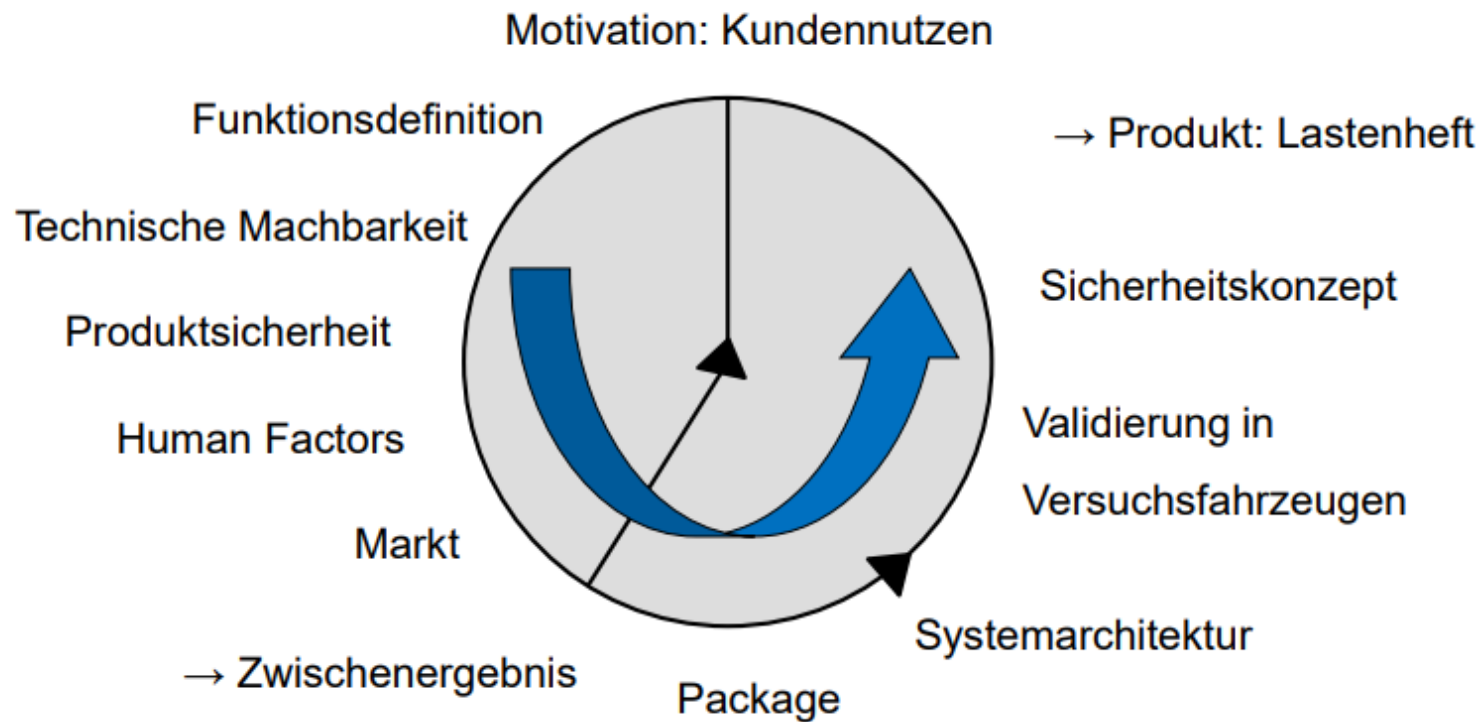 Motivation: Kundennutzen
Funktionsdefinition
Technische Machbarkeit
Produktsicherheit
Human Factors
Markt
→ Zwischenergebnis
Package
Systemarchitektur
Validierung in
Versuchsfahrzeugen
Sicherheitskonzept
→ Produkt: Lastenheft